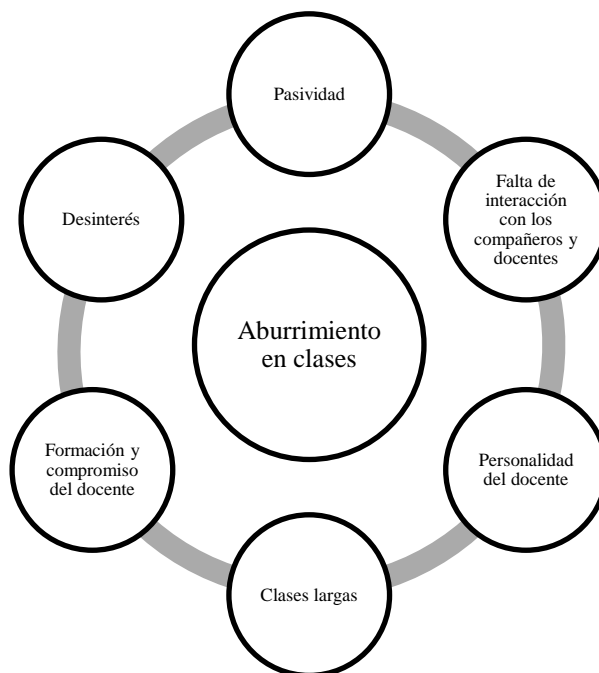 Pasividad
Falta de
interacción
con los
compañeros y
docentes
Desinterés
Aburrimiento
en clases
Formación y
compromiso
del docente
Personalidad
del docente
Clases largas